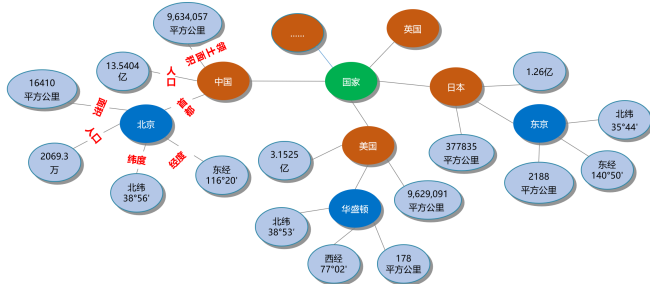 9,634,057
平方公里
……
英国
领土面积
13.5404
亿
人口
中国
国家
日本
1.26亿
16410
平方公里
面积
首都
北京
人口
东京
北纬
35°44'
377835
平方公里
美国
3.1525
亿
2069.3
万
纬度
经度
东经
116°20'
北纬
38°56'
2188
平方公里
东经
140°50'
9,629,091
平方公里
华盛顿
北纬
38°53'
西经
77°02'
178
平方公里